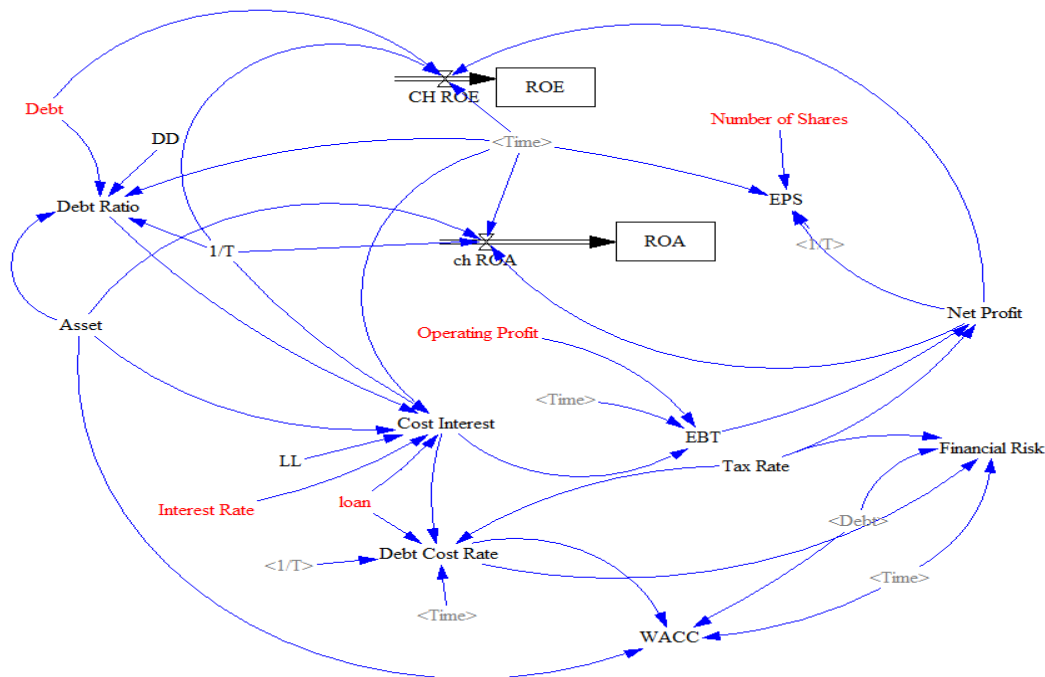 ROE
CH ROE
Debt
Number of Shares
DD
<Time>
EPS
Debt Ratio
<1/T>
ROA
1/T
ch ROA
Net Profit
Asset
Operating Profit
<Time>
Cost Interest
EBT
Financial Risk
LL
Tax Rate
Interest Rate
loan
<Debt>
Debt Cost Rate
<1/T>
<Time>
<Time>
WACC